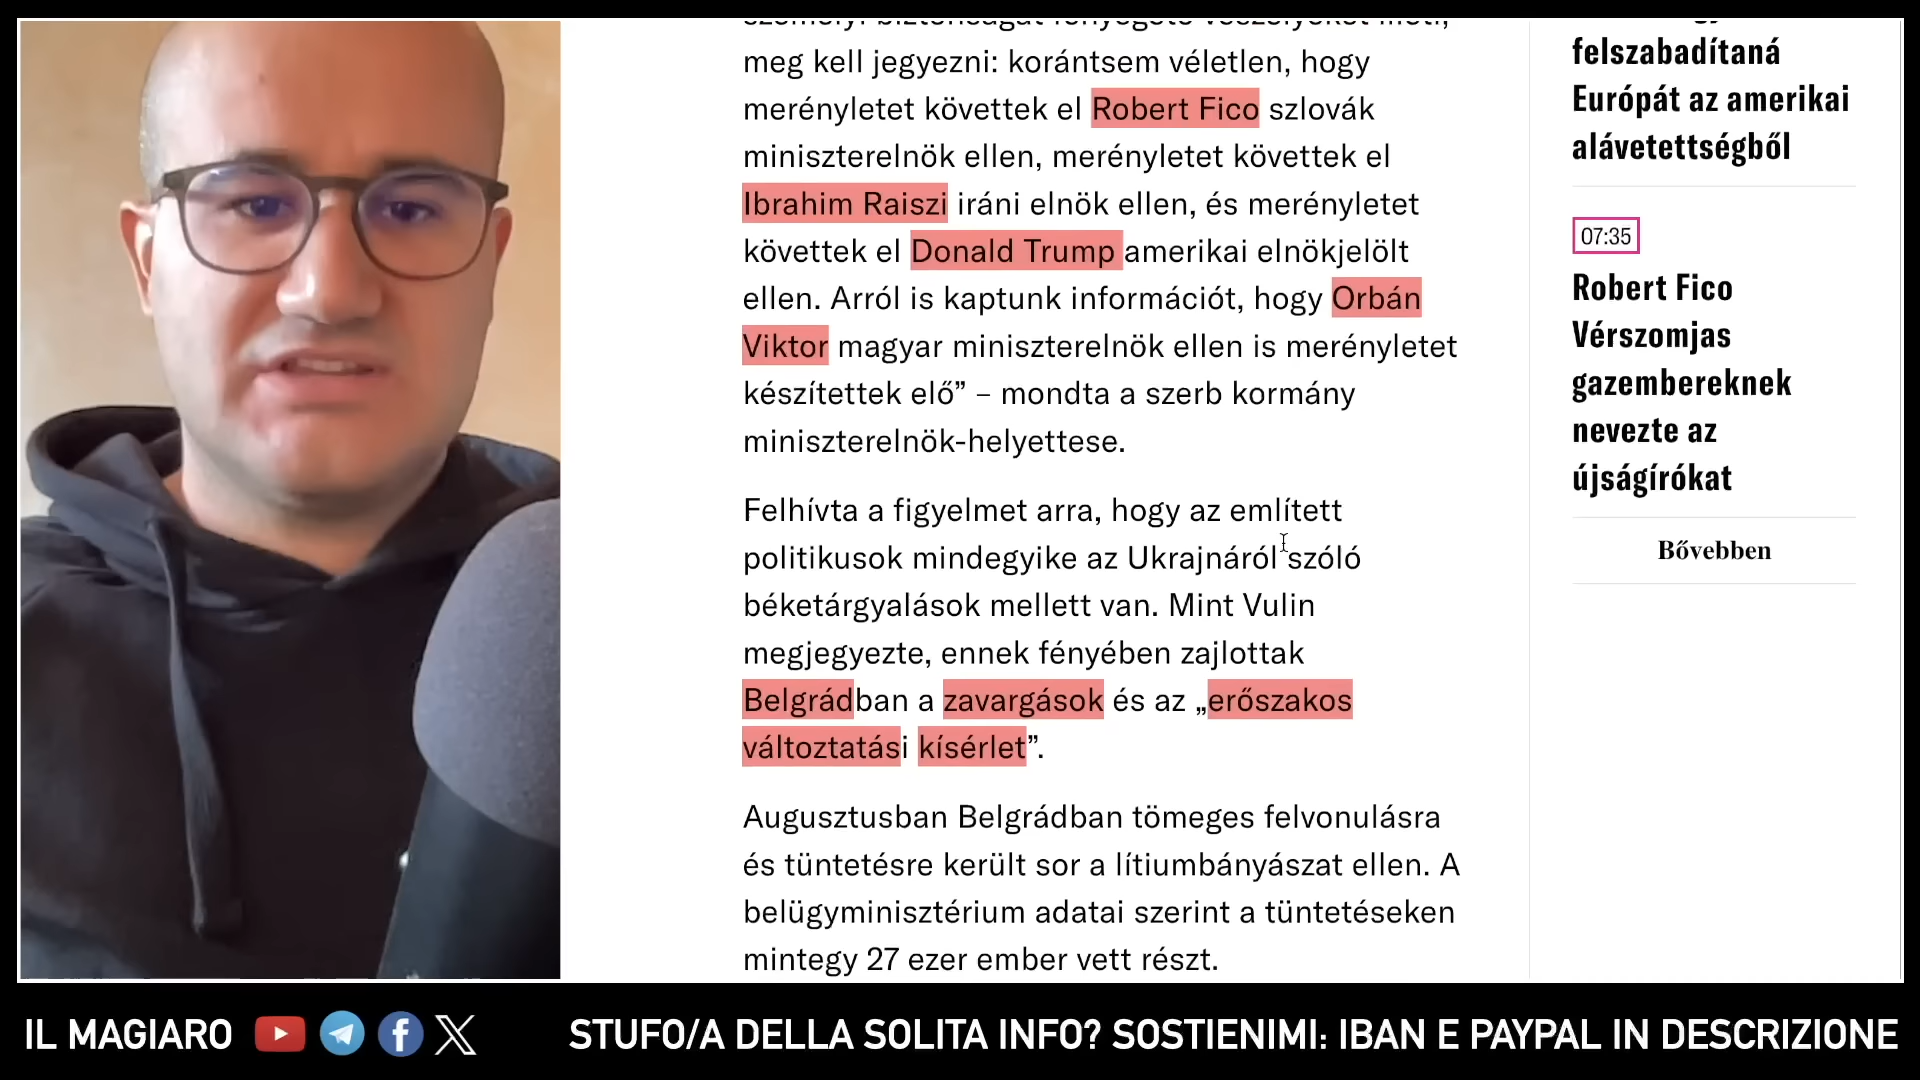 személyi biztonságát fenyegető veszélyeket illeti,
meg kell jegyezni: korántsem véletlen, hogy
merényletet követtek el Robert Fico szlovák
miniszterelnök ellen, merényletet követtek el
Ibrahim Raiszi iráni elnök ellen, és merényletet
követtek el Donald Trump amerikai elnökjelölt
ellen. Arról is kaptunk információt, hogy Orbán
Viktor magyar miniszterelnök ellen is merényletet
készítettek elő” – mondta a szerb kormány
miniszterelnök-helyettese.
Felhívta a figyelmet arra, hogy az említett
politikusok mindegyike az Ukrajnáról szóló
béketárgyalások mellett van. Mint Vulin
megjegyezte, ennek fényében zajlottak
Belgrádban a zavargások és az „erőszakos
változtatási kísérlet”.
Augusztusban Belgrádban tömeges felvonulásra
és tüntetésre került sor a lítiumbányászat ellen. A
belügyminisztérium adatai szerint a tüntetéseken
mintegy 27 ezer ember vett részt.
felszabadítaná
Európát az amerikai
alávetettségből
07:35
Robert Fico
Vérszomjas
gazembereknek
nevezte az
újságírókat
Bővebben
IL MAGIARO
STUFO/A DELLA SOLITA INFO? SOSTIENIMI: IBAN E PAYPAL IN DESCRIZIONE